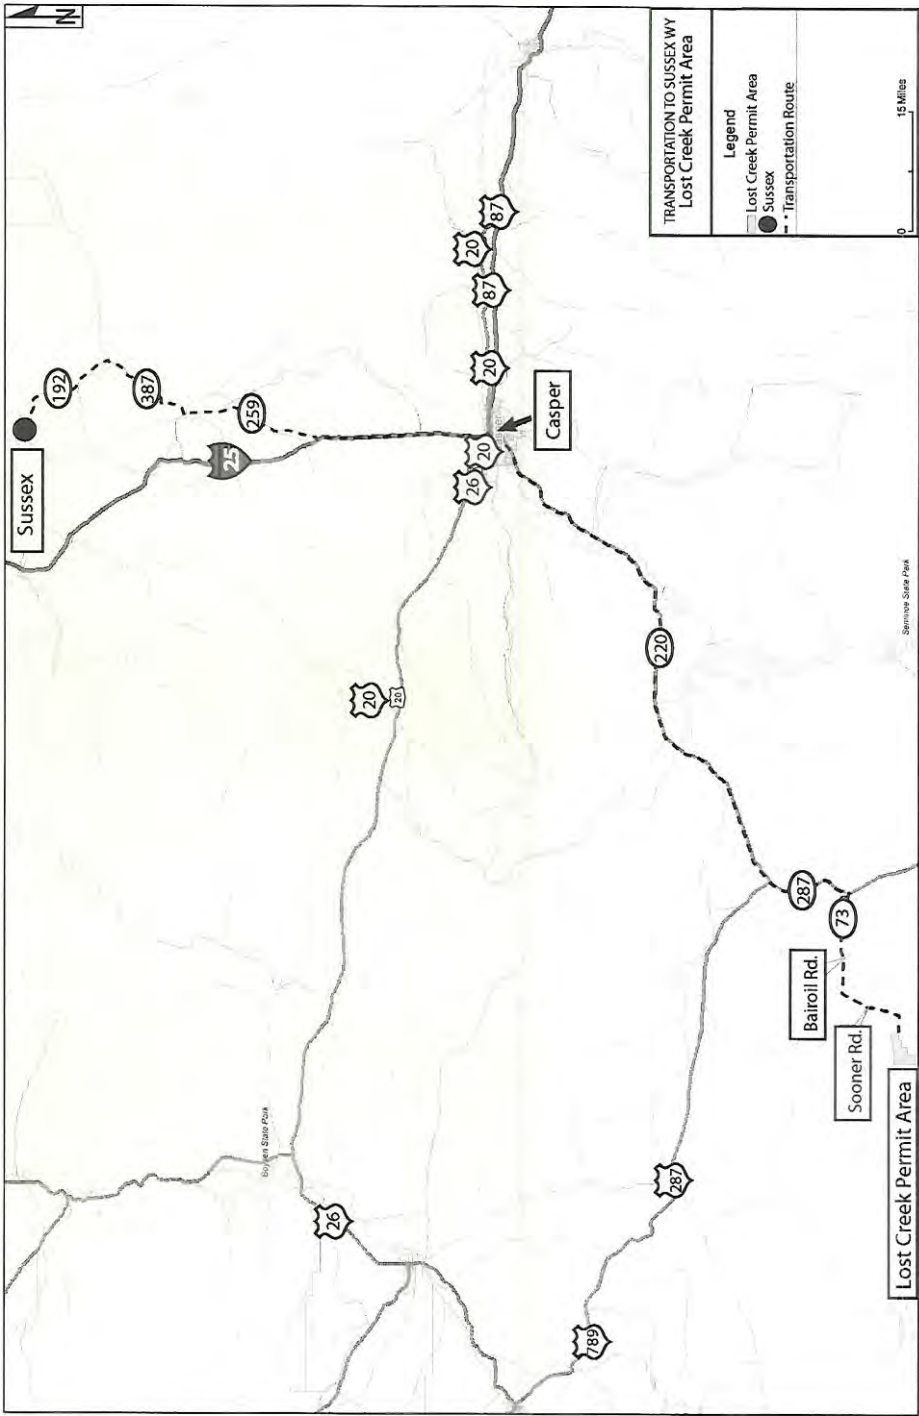 N
TRANSPORTATION TO SUSSEX WY
Lost Creek Permit Area
Legend
Lost Creek Permit Area
Sussex
Transportation Route
0
15 Miles
Sussex
192
387
259
25
20
87
87
20
20
26
Casper
20
20
220
Boysen State Park
26
287
789
287
73
Bairoil Rd.
Sooner Rd.
Lost Creek Permit Area
Seminoe State Park